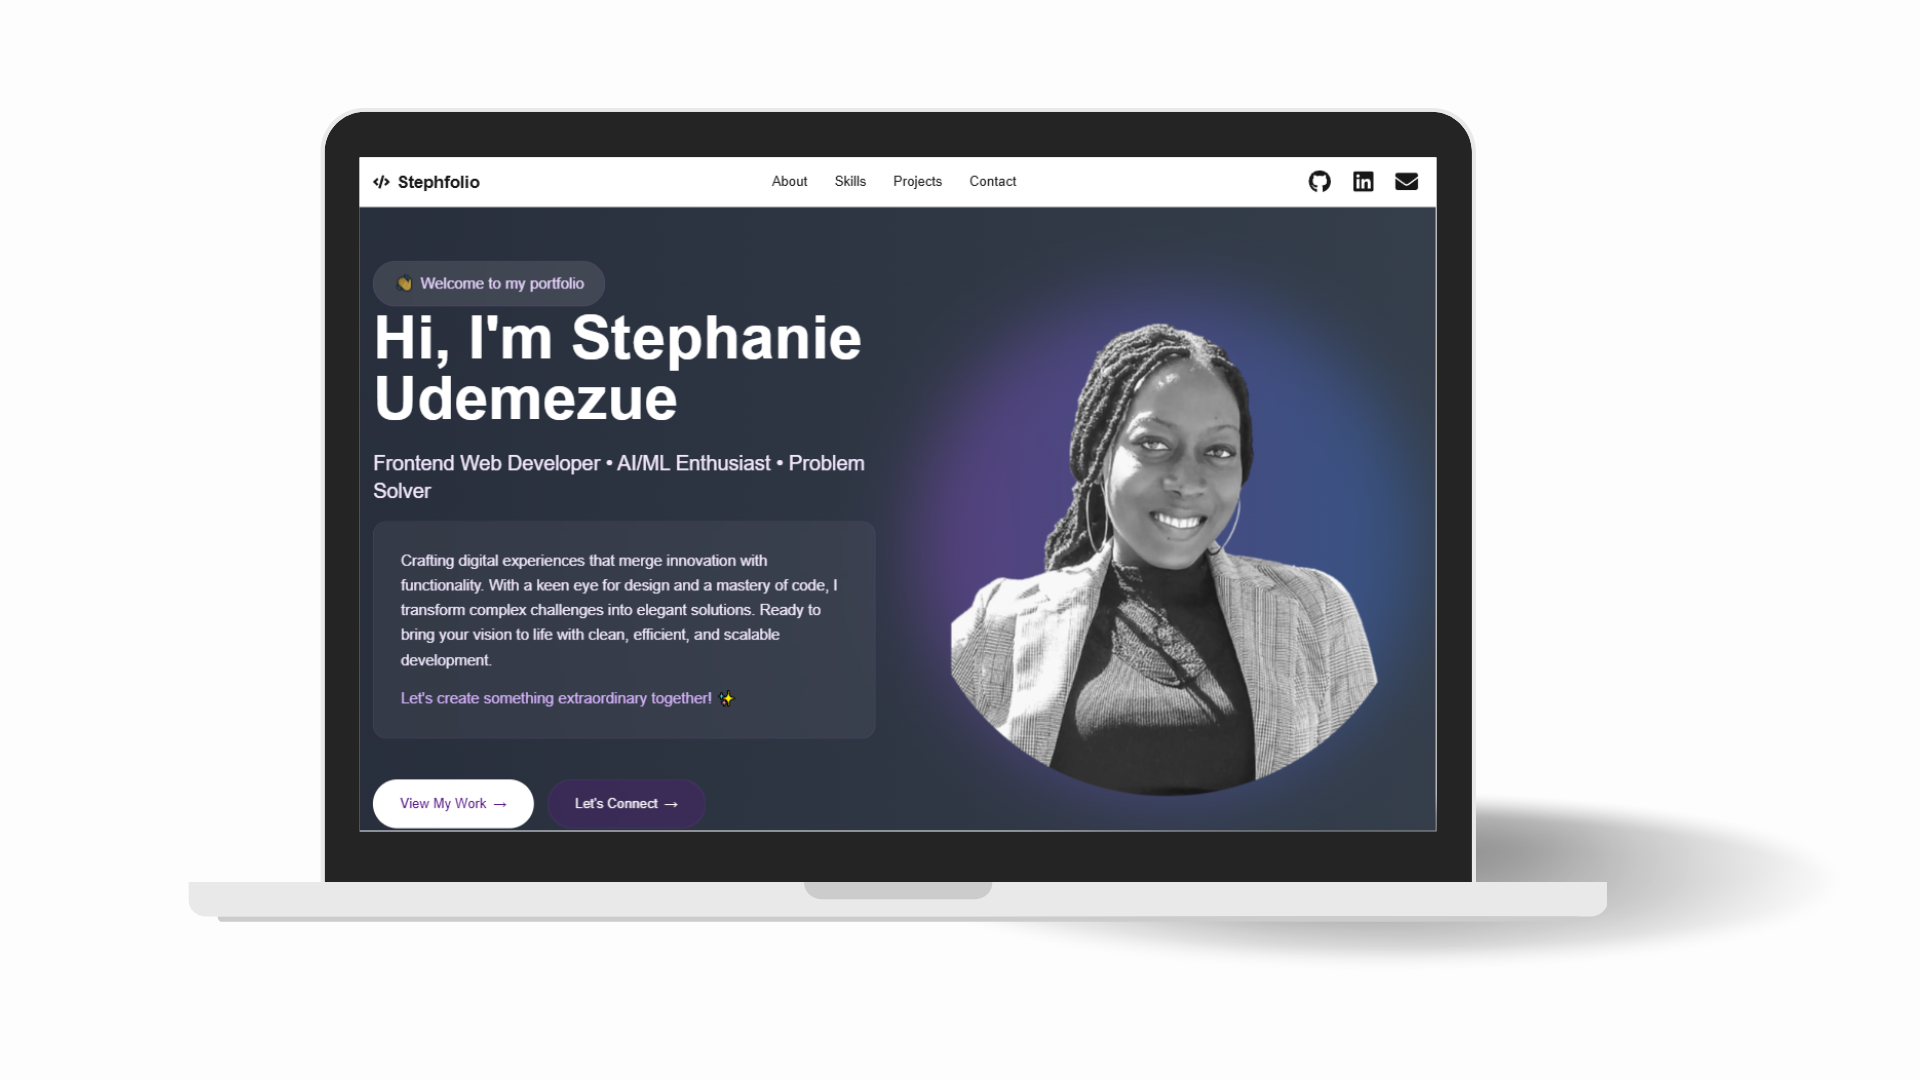 Stephfolio
About Skills Projects Contact
in
👋 Welcome to my portfolio
Hi, I'm Stephanie
Udemezue
Frontend Web Developer • AI/ML Enthusiast • Problem
Solver
Crafting digital experiences that merge innovation with
functionality. With a keen eye for design and a mastery of code, I
transform complex challenges into elegant solutions. Ready to
bring your vision to life with clean, efficient, and scalable
development.
Let's create something extraordinary together! ✨
View My Work →
Let's Connect →